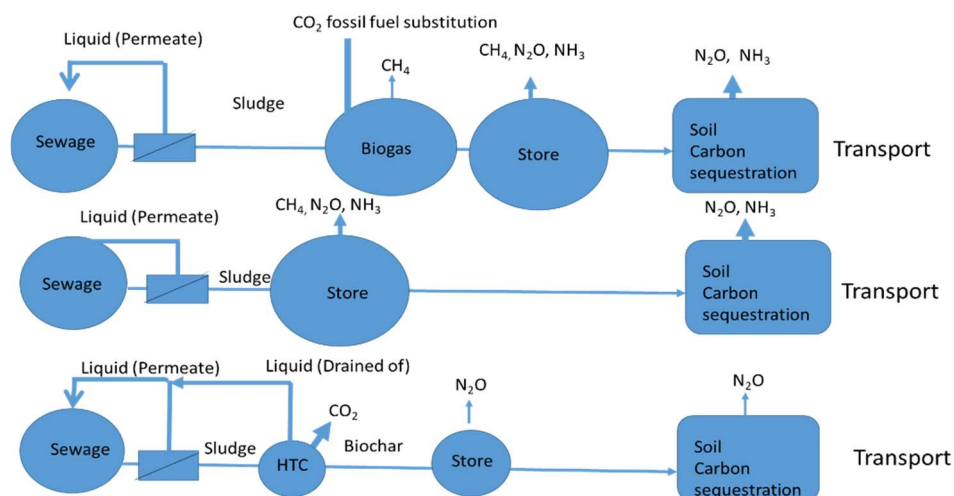 CO₂ fossil fuel substitution
Liquid (Permeate)
CH₄, N₂O, NH₃
N₂O, NH₃
CH₄
Sludge
Sewage
Biogas
Store
Soil
Carbon
sequestration
Transport
CH₄, N₂O, NH₃
N₂O, NH₃
Liquid (Permeate)
Sewage
Sludge
Store
Soil
Carbon
sequestration
Transport
Liquid (Permeate)
Liquid (Drained of)
N₂O
N₂O
CO₂
Sewage
Sludge
HTC
Biochar
Store
Soil
Carbon
sequestration
Transport